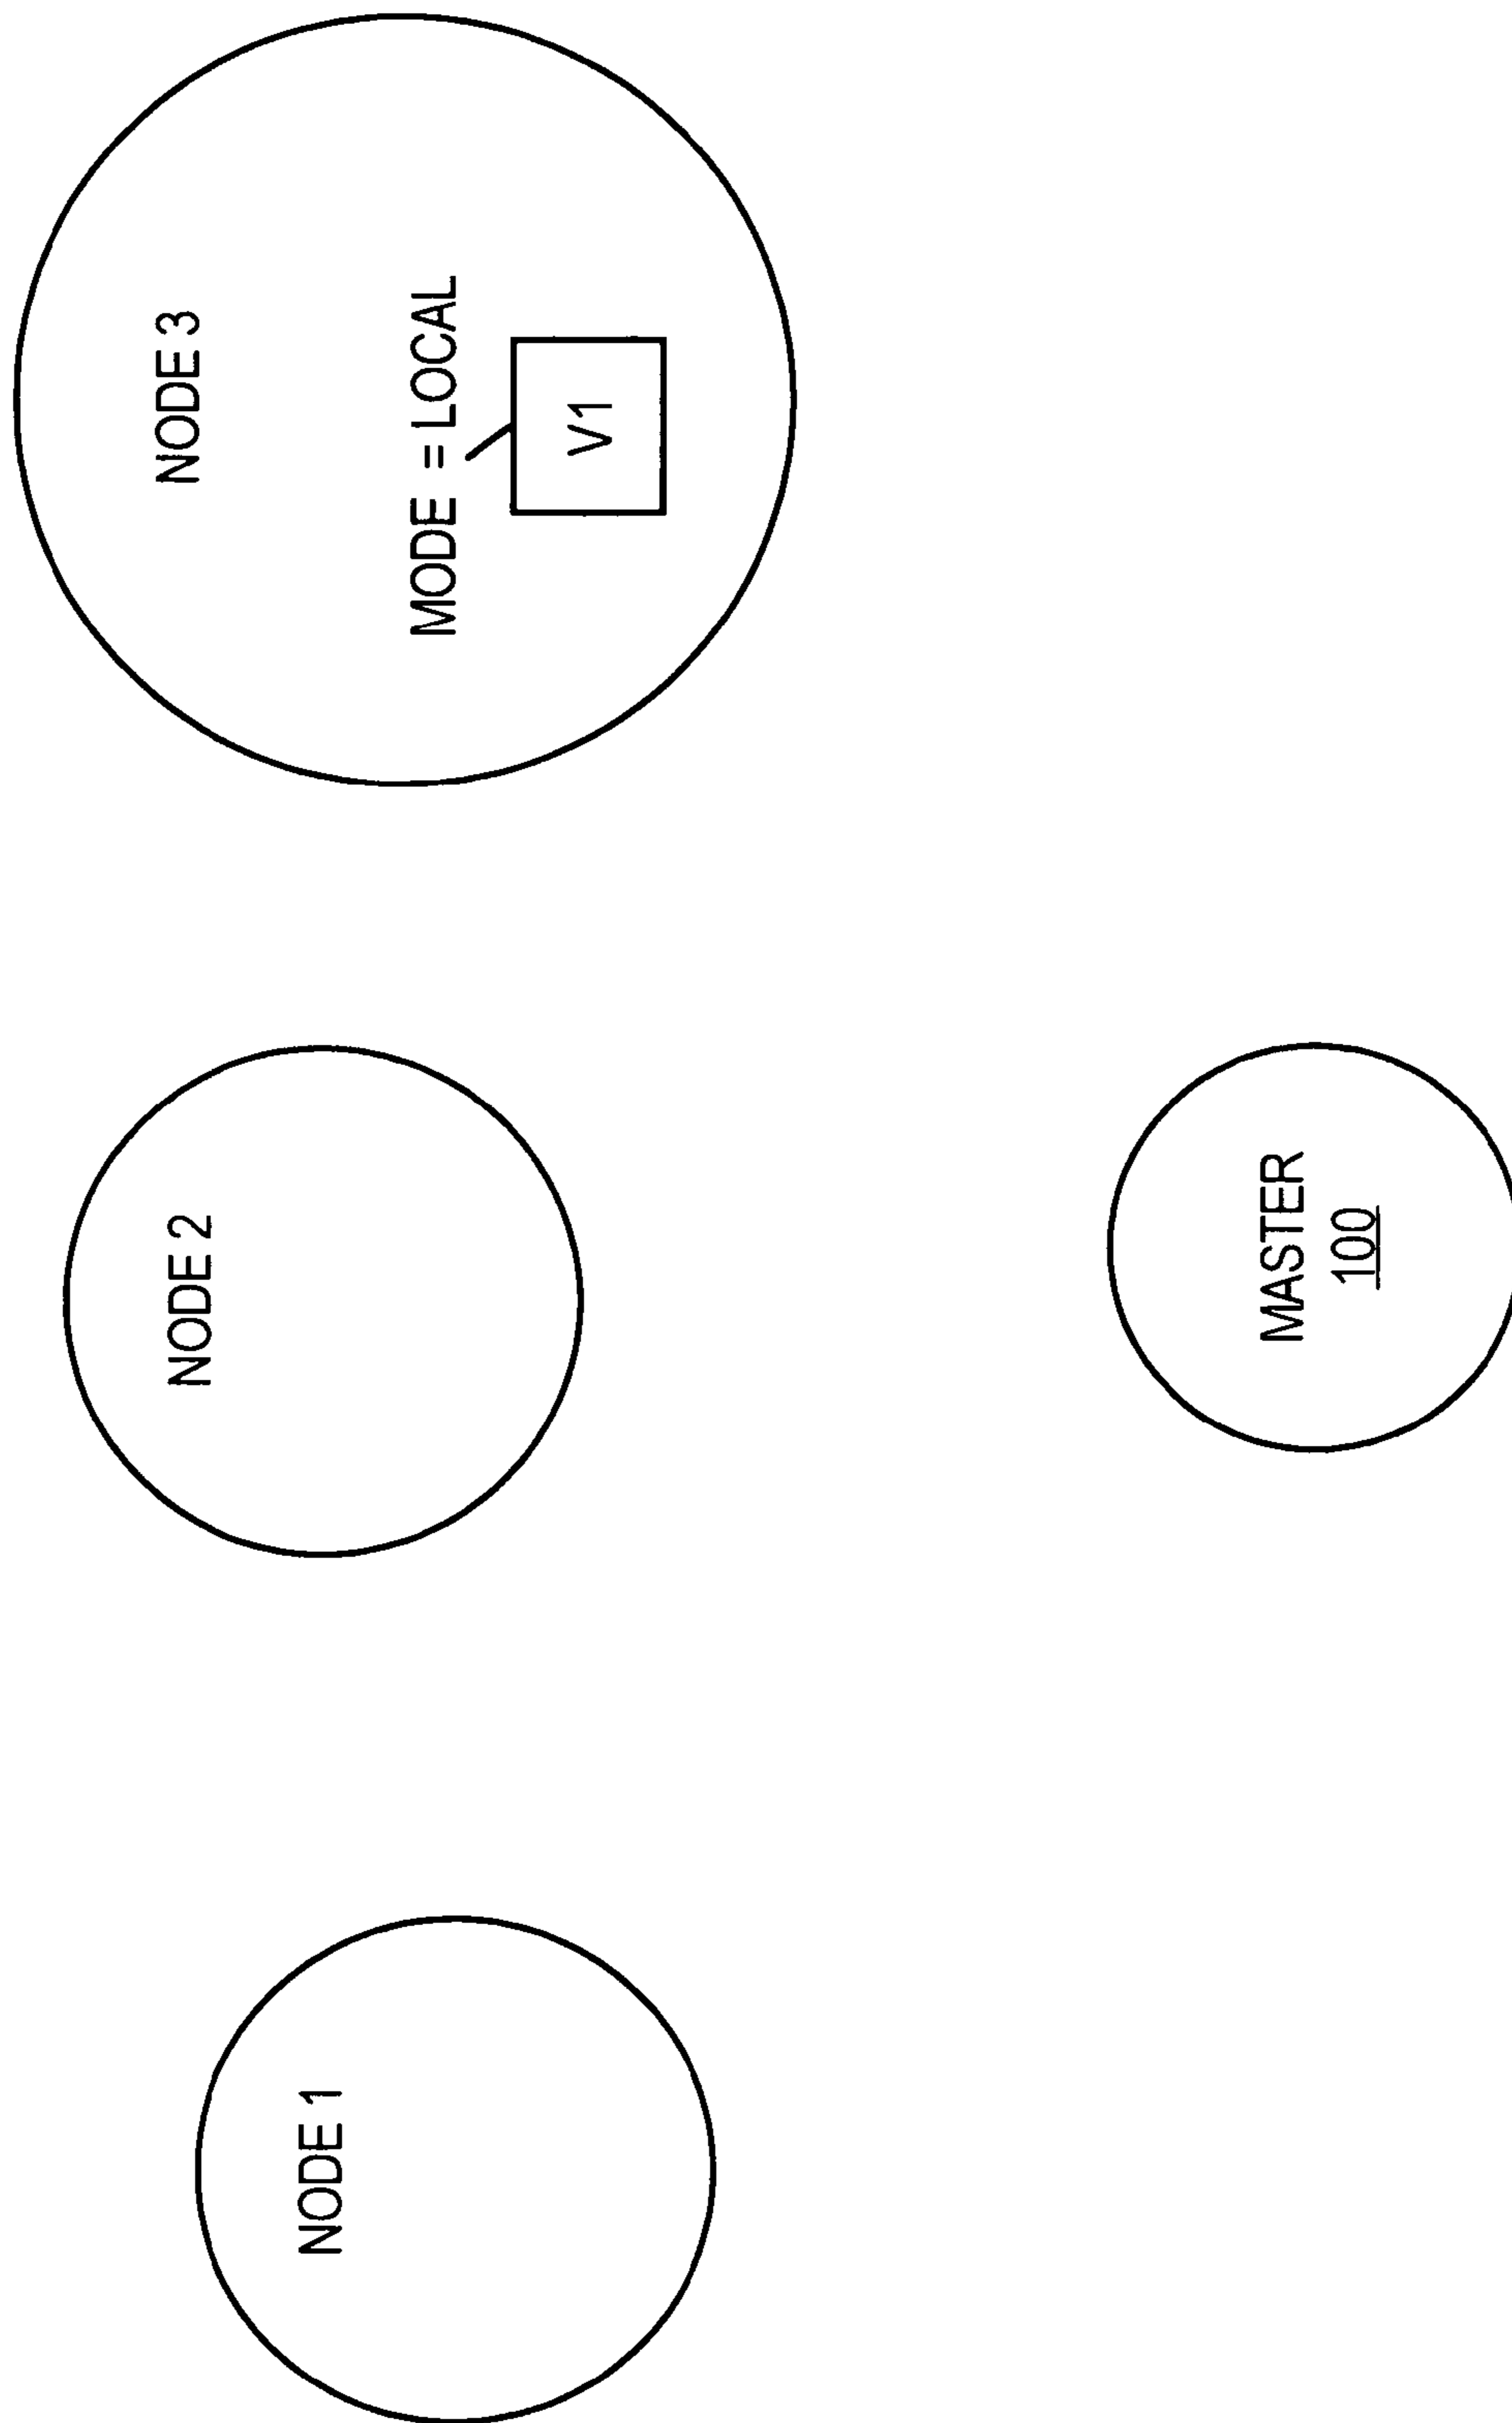 NODE 1
NODE 2
NODE 3
MODE = LOCAL
V1
MASTER
100